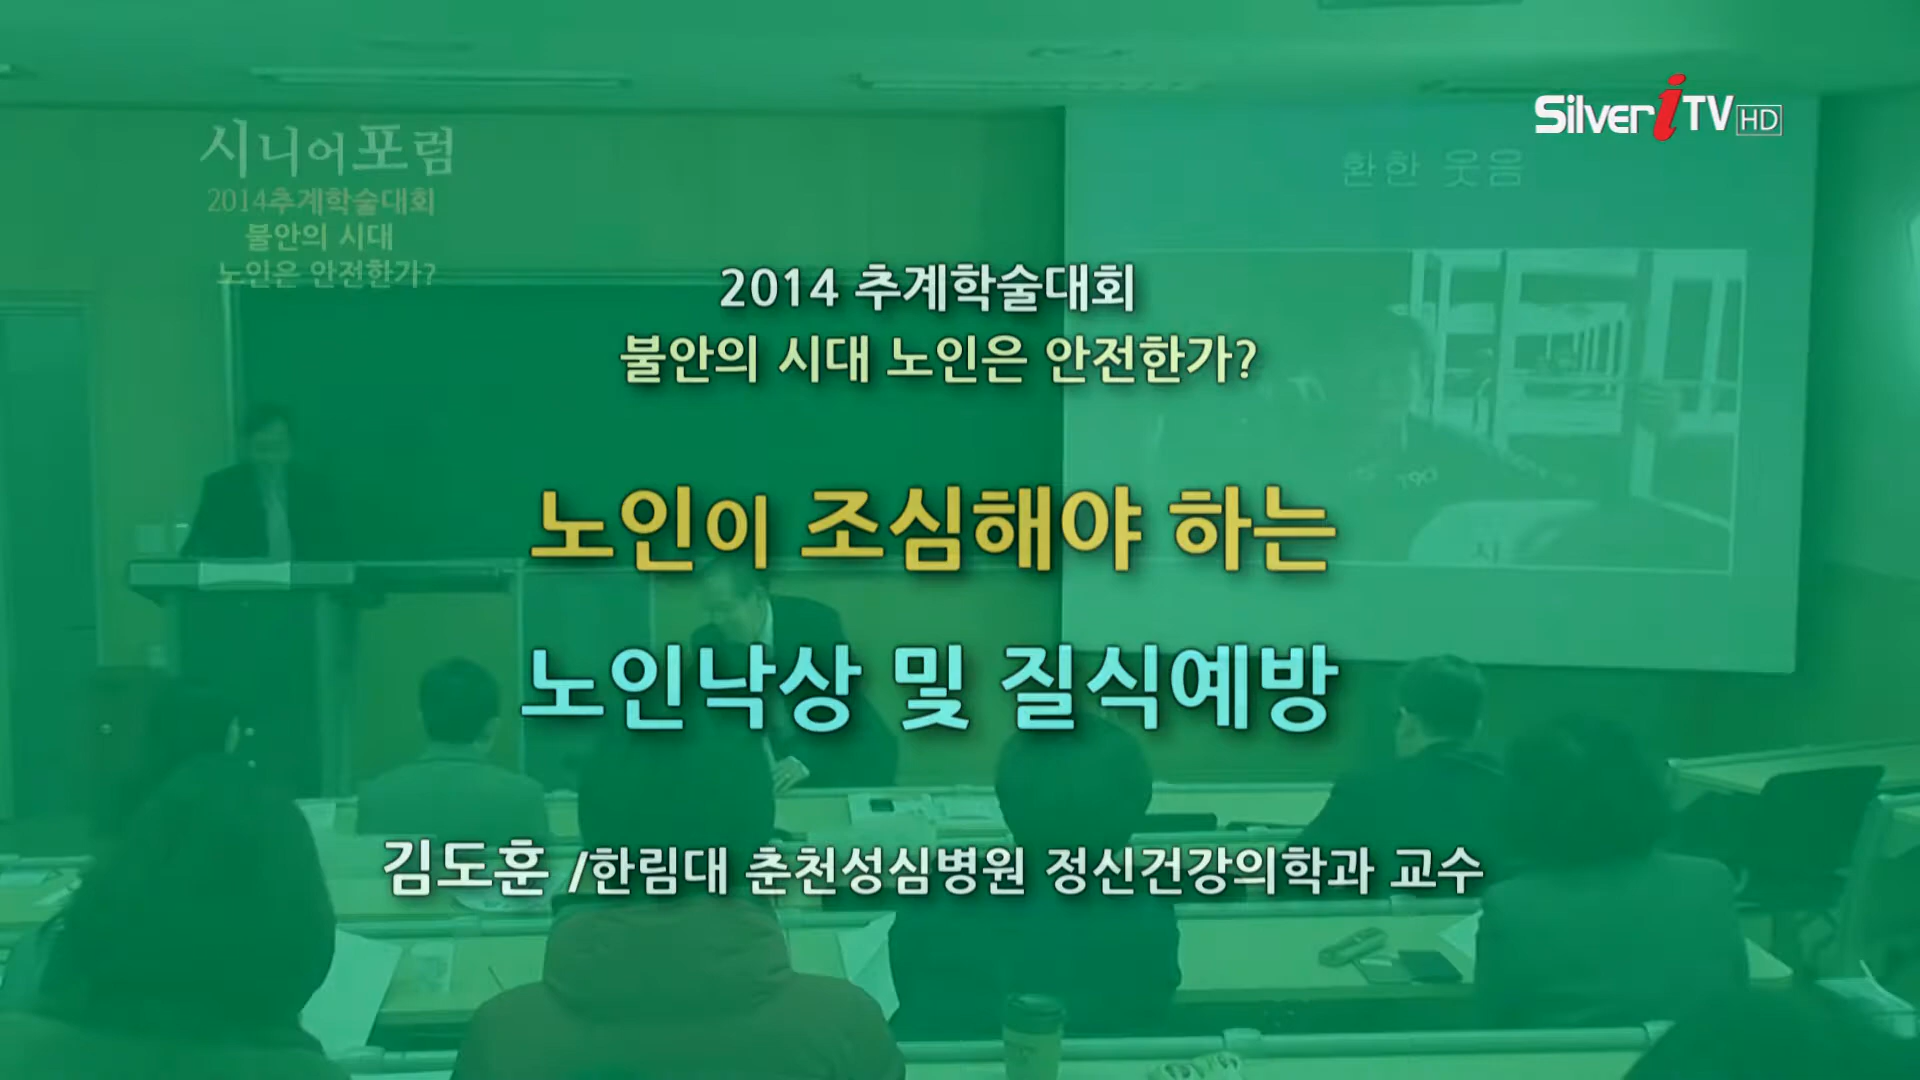 Silver i TV HD
시니어포럼
2014추계학술대회
불안의 시대
노인은 안전한가?
환한 웃음
2014 추계학술대회
불안의 시대 노인은 안전한가?
노인이 조심해야 하는
노인낙상 및 질식예방
김도훈 /한림대 춘천성심병원 정신건강의학과 교수